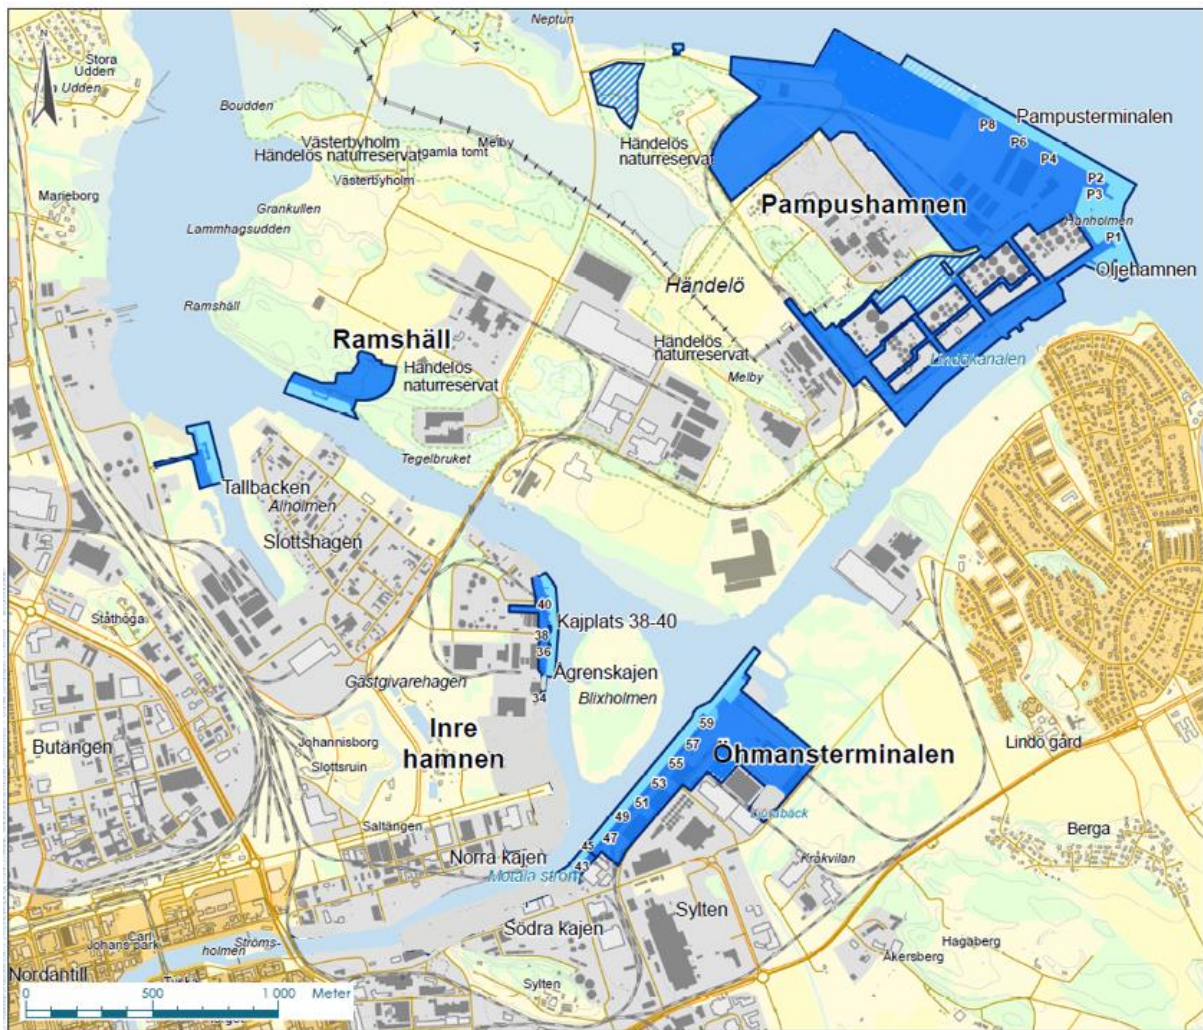 Neptun
N
Stora
Udden
Udden
Boudden
Pampusterminalen
P8
P6
P4
P2
P3
P1
Västerbyholm
Händelös naturreservat
gamla tomt
Melby
Västerbyholm
Händelös
naturreservat
Marieborg
Grankullen
Lammhagsudden
Pampushamnen
Hanholmen
Oljehamnen
Händelö
Ramshäll
Ramshäll
Händelös
naturreservat
Händelös
naturreservat
Melby
Lindökanalen
Tegelbruket
Tallbacken
Alholmen
Slottshagen
Ståthöga
40
38
36
34
Kajplats 38-40
Ågrenskajen
Blixholmen
Gästgivarehagen
Inre
hamnen
Butängen
Johannisborg
Slottsruin
59
57
55
53
51
49
47
45
43
Öhmansterminalen
Lindö gård
Berga
Saltängen
Norra kajen
Motala ström
Kråkvilan
Södra kajen
Sylten
Hagaberg
Åkersberg
Carl
Johans park
Ströms-
holmen
Nordantill
Sylten
0 500 1 000 Meter